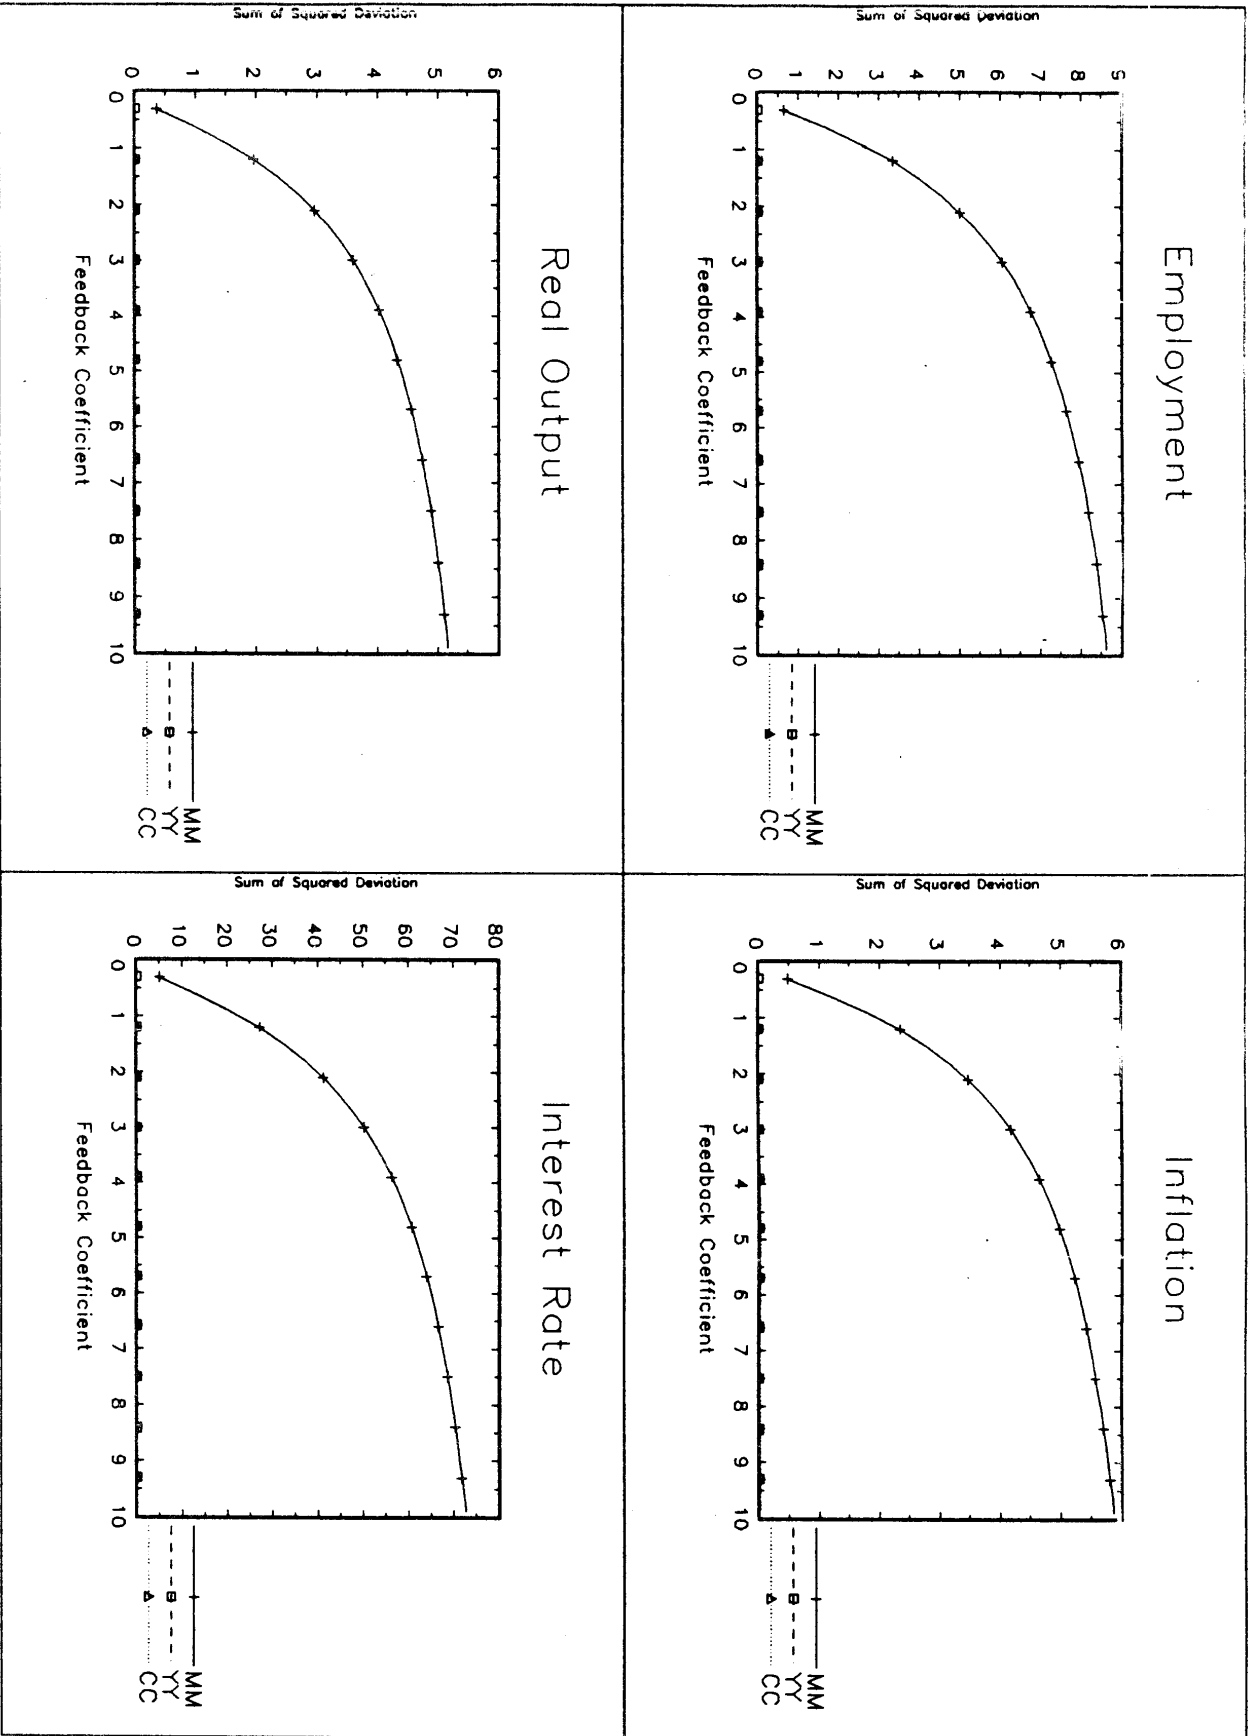 Employment
Sum of Squared Deviation
9
8
7
6
5
4
3
2
1
0
0 1 2 3 4 5 6 7 8 9 10
Feedback Coefficient
MM
YY
CC
Inflation
Sum of Squared Deviation
6
5
4
3
2
1
0
0 1 2 3 4 5 6 7 8 9 10
Feedback Coefficient
MM
YY
CC
Real Output
Sum of Squared Deviation
6
5
4
3
2
1
0
0 1 2 3 4 5 6 7 8 9 10
Feedback Coefficient
MM
YY
CC
Interest Rate
Sum of Squared Deviation
80
70
60
50
40
30
20
10
0
0 1 2 3 4 5 6 7 8 9 10
Feedback Coefficient
MM
YY
CC